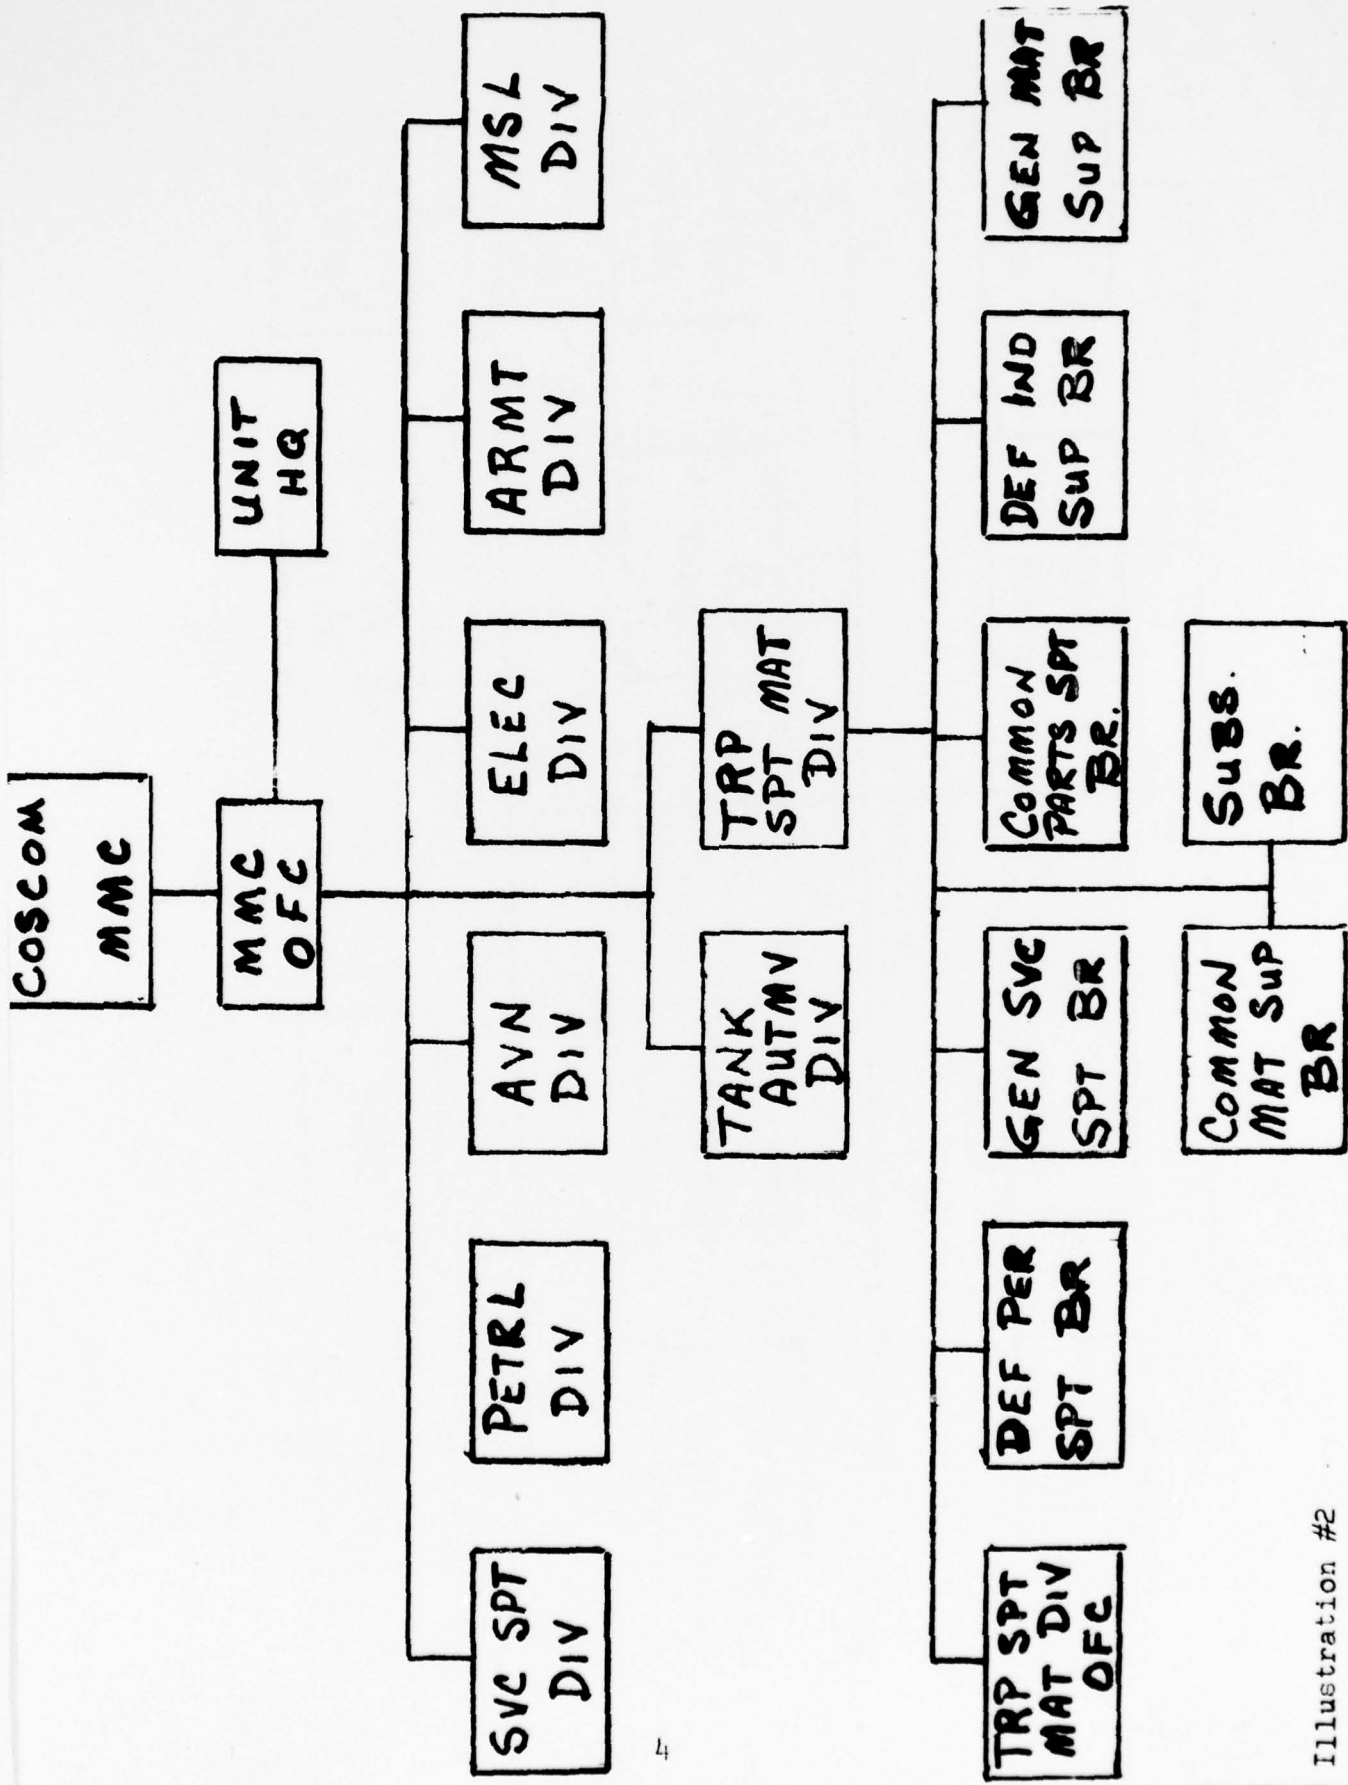 COSCOM
MMC
MMC
OFC
UNIT
HQ
SVC SPT
DIV
PETRL
DIV
AVN
DIV
ELEC
DIV
ARMT
DIV
MSL
DIV
TANK
AUTMV
DIV
TRP
SPT MAT
DIV
TRP SPT
MAT DIV
OFC
DEF PER
SPT BR
GEN SVC
SPT BR
COMMON
PARTS SPT
BR.
DEF IND
SUP BR
GEN MAT
SUP BR
COMMON
MAT SUP
BR
SUBS.
BR.
Illustration #2
4